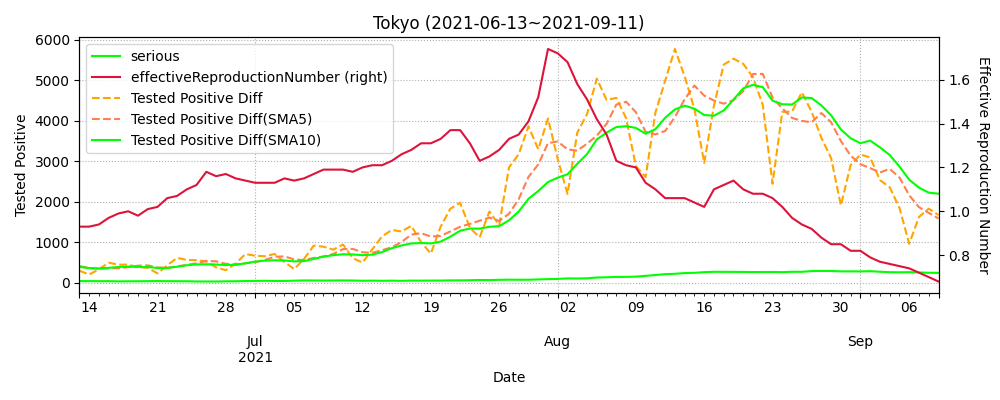 Tokyo (2021-06-13~2021-09-11)
6000
5000
4000
3000
2000
1000
0
Tested Positive
serious
effectiveReproductionNumber (right)
Tested Positive Diff
Tested Positive Diff(SMA5)
Tested Positive Diff(SMA10)
1.6
1.4
1.2
1.0
0.8
Effective Reproduction Number
14 21 28 05 12 19 26 02 09 16 23 30 06
Jul Aug Sep
2021
Date